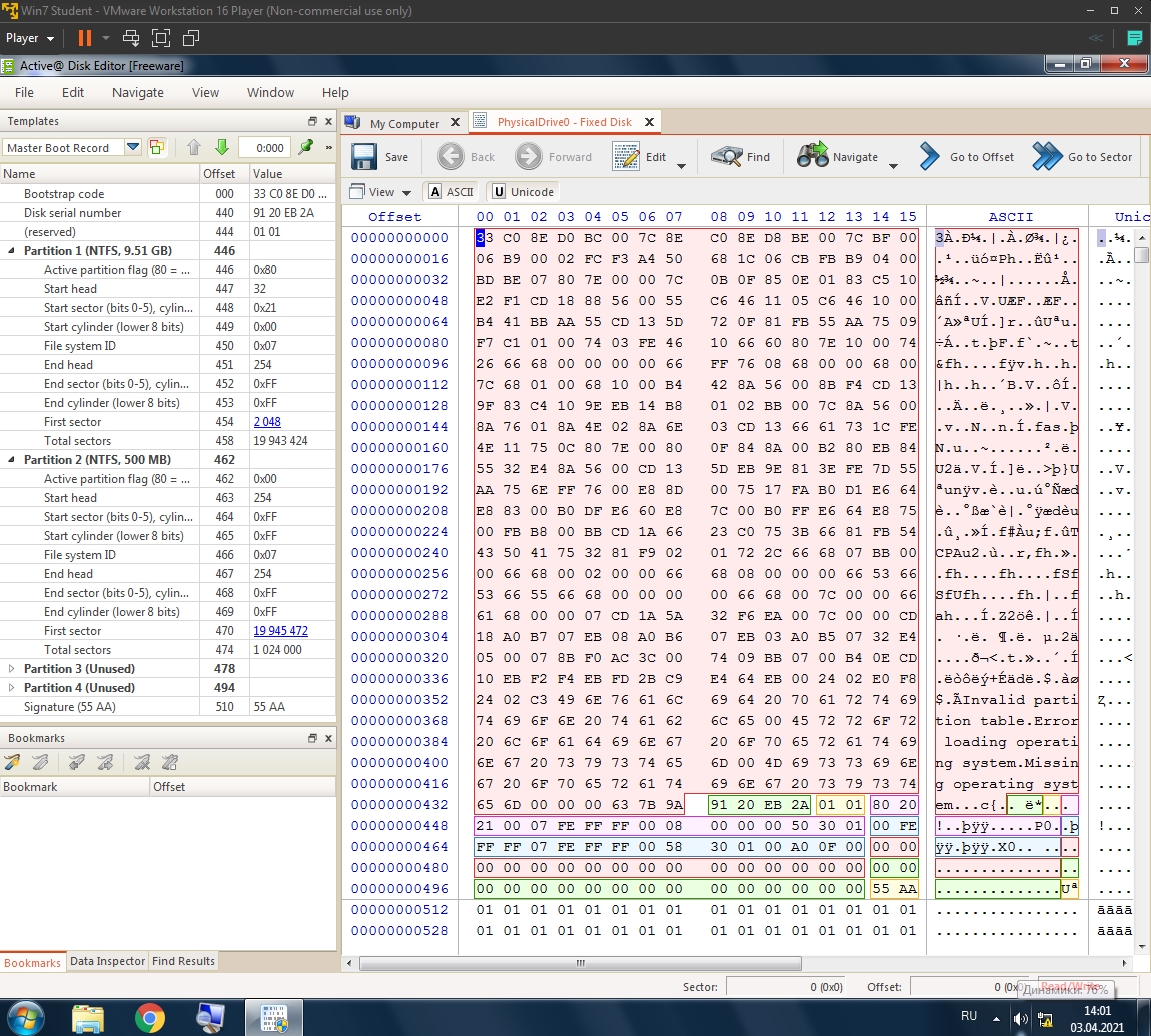 Win7 Student - VMware Workstation 16 Player (Non-commercial use only)
Player
Active@ Disk Editor [Freeware]
File Edit Navigate View Window Help
Templates
My Computer PhysicalDrive0 - Fixed Disk
Master Boot Record 0:000 »
Save Back Forward Edit Find Navigate Go to Offset Go to Sector
View A ASCII U Unicode
Name Offset Value
Bootstrap code 000 33 C0 8E D0 ...
Disk serial number 440 91 20 EB 2A
(reserved) 444 01 01
Partition 1 (NTFS, 9.51 GB) 446
Active partition flag (80 = ... 446 0x80
Start head 447 32
Start sector (bits 0-5), cylin... 448 0x21
Start cylinder (lower 8 bits) 449 0x00
File system ID 450 0x07
End head 451 254
End sector (bits 0-5), cylin... 452 0xFF
End cylinder (lower 8 bits) 453 0xFF
First sector 454 2 048
Total sectors 458 19 943 424
Partition 2 (NTFS, 500 MB) 462
Active partition flag (80 = ... 462 0x00
Start head 463 254
Start sector (bits 0-5), cylin... 464 0xFF
Start cylinder (lower 8 bits) 465 0xFF
File system ID 466 0x07
End head 467 254
End sector (bits 0-5), cylin... 468 0xFF
End cylinder (lower 8 bits) 469 0xFF
First sector 470 19 945 472
Total sectors 474 1 024 000
Partition 3 (Unused) 478
Partition 4 (Unused) 494
Signature (55 AA) 510 55 AA
Bookmarks
Bookmark Offset
Bookmarks Data Inspector Find Results
Offset 00 01 02 03 04 05 06 07 08 09 10 11 12 13 14 15 ASCII Unic
00000000000 33 C0 8E D0 BC 00 7C 8E C0 8E D8 BE 00 7C BF 00 3À.Ð¼.|.À.Ø¾.|¿.
00000000016 06 B9 00 02 FC F3 A4 50 68 1C 06 CB FB B9 04 00 .¹..üó¤Ph..Ëû¹..
00000000032 BD BE 07 80 7E 00 00 7C 0B 0F 85 0E 01 83 C5 10 ½¾..~..|......Å.
00000000048 E2 F1 CD 18 88 56 00 55 C6 46 11 05 C6 46 10 00 âñÍ..V.UÆF..ÆF..
00000000064 B4 41 BB AA 55 CD 13 5D 72 0F 81 FB 55 AA 75 09 ´A»ªUÍ.]r..ûUªu.
00000000080 F7 C1 01 00 74 03 FE 46 10 66 60 80 7E 10 00 74 ÷Á..t.þF.f`.~..t
00000000096 26 66 68 00 00 00 00 66 FF 76 08 68 00 00 68 00 &fh....fÿv.h..h.
00000000112 7C 68 01 00 68 10 00 B4 42 8A 56 00 8B F4 CD 13 |h..h..´B.V..ôÍ.
00000000128 9F 83 C4 10 9E EB 14 B8 01 02 BB 00 7C 8A 56 00 ..Ä..ë.¸..».|.V.
00000000144 8A 76 01 8A 4E 02 8A 6E 03 CD 13 66 61 73 1C FE .v..N..n.Í.fas.þ
00000000160 4E 11 75 0C 80 7E 00 80 0F 84 8A 00 B2 80 EB 84 N.u..~......².ë.
00000000176 55 32 E4 8A 56 00 CD 13 5D EB 9E 81 3E FE 7D 55 U2ä.V.Í.]ë..>þ}U
00000000192 AA 75 6E FF 76 00 E8 8D 00 75 17 FA B0 D1 E6 64 ªunÿv.è..u.ú°Ñæd
00000000208 E8 83 00 B0 DF E6 60 E8 7C 00 B0 FF E6 64 E8 75 è..°ßæ`è|.°ÿædèu
00000000224 00 FB B8 00 BB CD 1A 66 23 C0 75 3B 66 81 FB 54 .û¸.»Í.f#Àu;f.ûT
00000000240 43 50 41 75 32 81 F9 02 01 72 2C 66 68 07 BB 00 CPAu2.ù..r,fh.».
00000000256 00 66 68 00 02 00 00 66 68 08 00 00 00 66 53 66 .fh....fh....fSf
00000000272 53 66 55 66 68 00 00 00 00 66 68 00 7C 00 00 66 SfUfh....fh.|..f
00000000288 61 68 00 00 07 CD 1A 5A 32 F6 EA 00 7C 00 00 CD ah...Í.Z2öê.|..Í
00000000304 18 A0 B7 07 EB 08 A0 B6 07 EB 03 A0 B5 07 32 E4 . ·.ë. ¶.ë. µ.2ä
00000000320 05 00 07 8B F0 AC 3C 00 74 09 BB 07 00 B4 0E CD ....ð¬<.t.»..´.Í
00000000336 10 EB F2 F4 EB FD 2B C9 E4 64 EB 00 24 02 E0 F8 .ëòôëý+Éädë.$.àø
00000000352 24 02 C3 49 6E 76 61 6C 69 64 20 70 61 72 74 69 $.ÃInvalid parti
00000000368 74 69 6F 6E 20 74 61 62 6C 65 00 45 72 72 6F 72 tion table.Error
00000000384 20 6C 6F 61 64 69 6E 67 20 6F 70 65 72 61 74 69 loading operati
00000000400 6E 67 20 73 79 73 74 65 6D 00 4D 69 73 73 69 6E ng system.Missin
00000000416 67 20 6F 70 65 72 61 74 69 6E 67 20 73 79 73 74 g operating syst
00000000432 65 6D 00 00 00 63 7B 9A 91 20 EB 2A 01 01 80 20 em...c{.. ë*...
00000000448 21 00 07 FE FF FF 00 08 00 00 00 50 30 01 00 FE !..þÿÿ.....P0..þ
00000000464 FF FF 07 FE FF FF 00 58 30 01 00 A0 0F 00 00 00 ÿÿ.þÿÿ.X0.. ....
00000000480 00 00 00 00 00 00 00 00 00 00 00 00 00 00 00 00 ................
00000000496 00 00 00 00 00 00 00 00 00 00 00 00 00 00 55 AA ..............Uª
00000000512 01 01 01 01 01 01 01 01 01 01 01 01 01 01 01 01 ................ āāāā
00000000528 01 01 01 01 01 01 01 01 01 01 01 01 01 01 01 01 ................ āāāā
Sector: 0 (0x0) Offset: 0 (0x0) Read/Write
Динамики: 76%
RU
14:01
03.04.2021